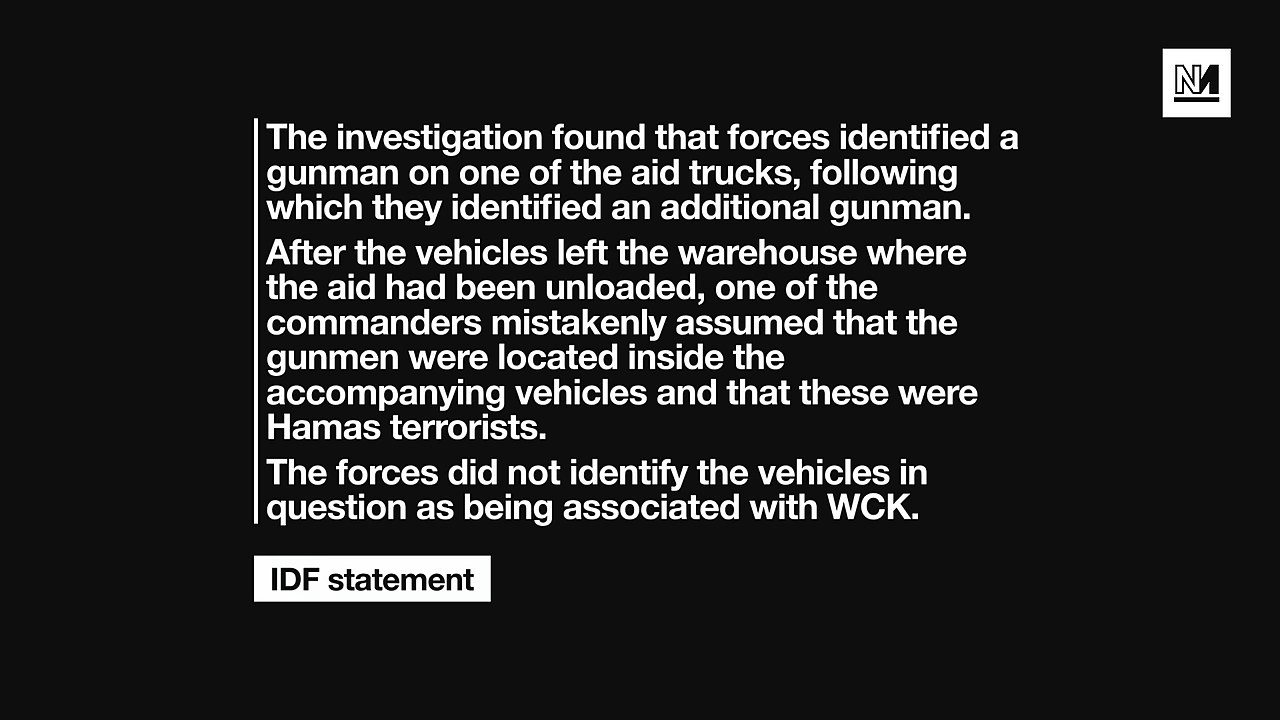 The investigation found that forces identified a
gunman on one of the aid trucks, following
which they identified an additional gunman.
After the vehicles left the warehouse where
the aid had been unloaded, one of the
commanders mistakenly assumed that the
gunmen were located inside the
accompanying vehicles and that these were
Hamas terrorists.
The forces did not identify the vehicles in
question as being associated with WCK.
IDF statement
NM